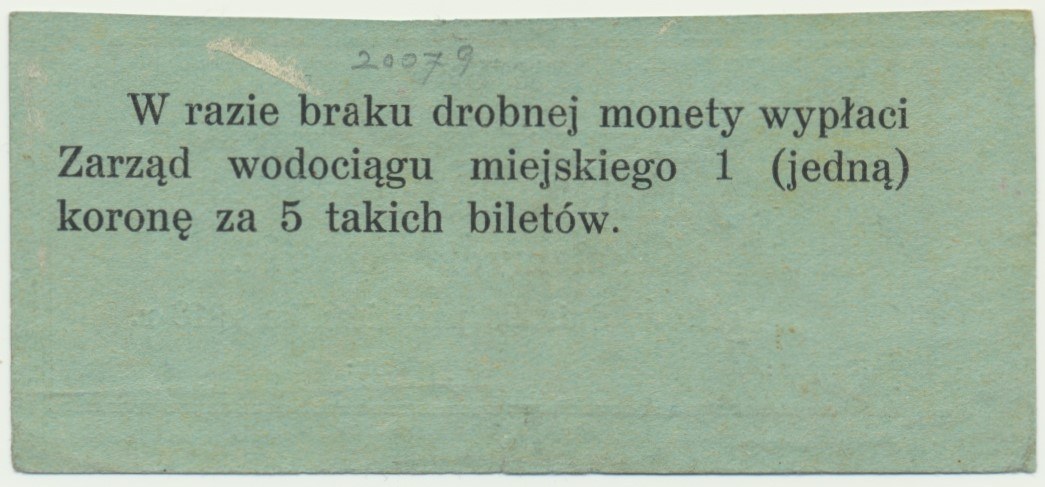 20079
W razie braku drobnej monety wypłaci
Zarząd wodociągu miejskiego 1 (jedną)
koronę za 5 takich biletów.